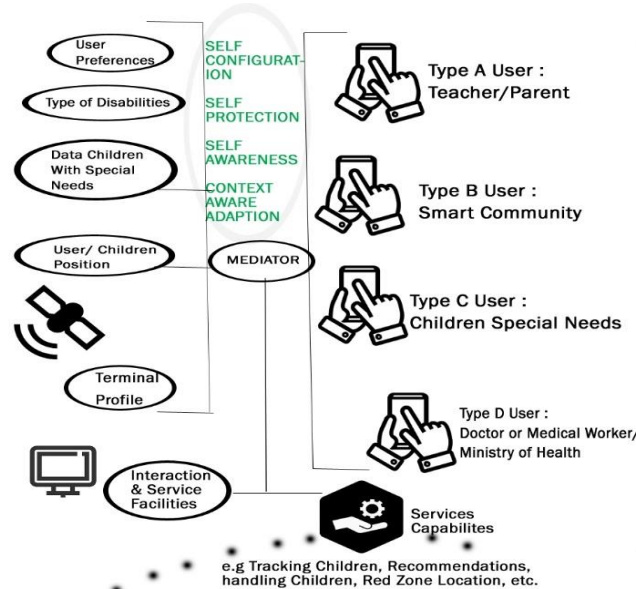 User
Preferences
Type of Disabilities
Data Children
With Special
Needs
User/ Children
Position
Terminal
Profile
Interaction
& Service
Facilities
SELF
CONFIGURAT-
ION
SELF
PROTECTION
SELF
AWARENESS
CONTEXT
AWARE
ADAPTION
MEDIATOR
Type A User :
Teacher/Parent
Type B User :
Smart Community
Type C User :
Children Special Needs
Type D User :
Doctor or Medical Worker/
Ministry of Health
Services
Capabilites
e.g Tracking Children, Recommendations,
handling Children, Red Zone Location, etc.